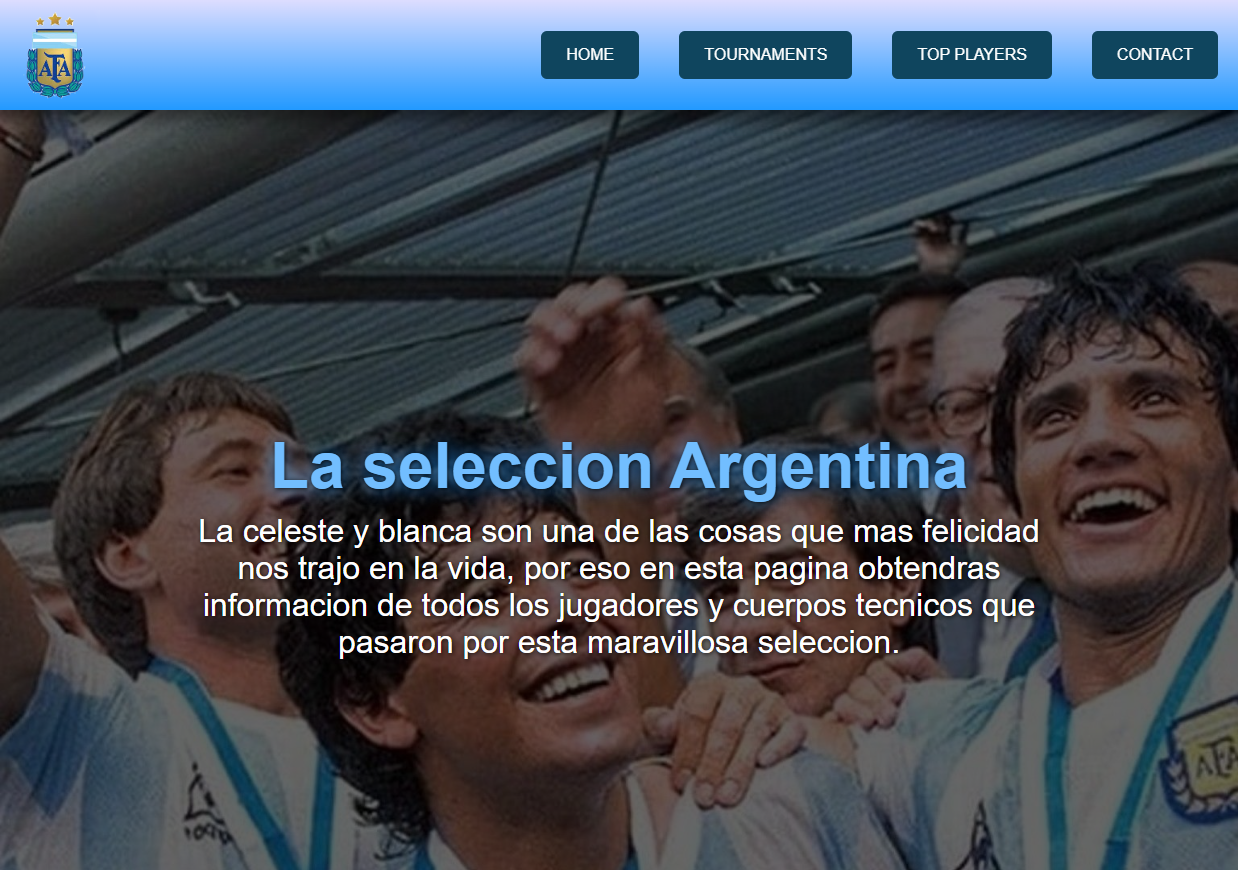 AFA
HOME
TOURNAMENTS
TOP PLAYERS
CONTACT
La seleccion Argentina
La celeste y blanca son una de las cosas que mas felicidad
nos trajo en la vida, por eso en esta pagina obtendras
informacion de todos los jugadores y cuerpos tecnicos que
pasaron por esta maravillosa seleccion.
AFA